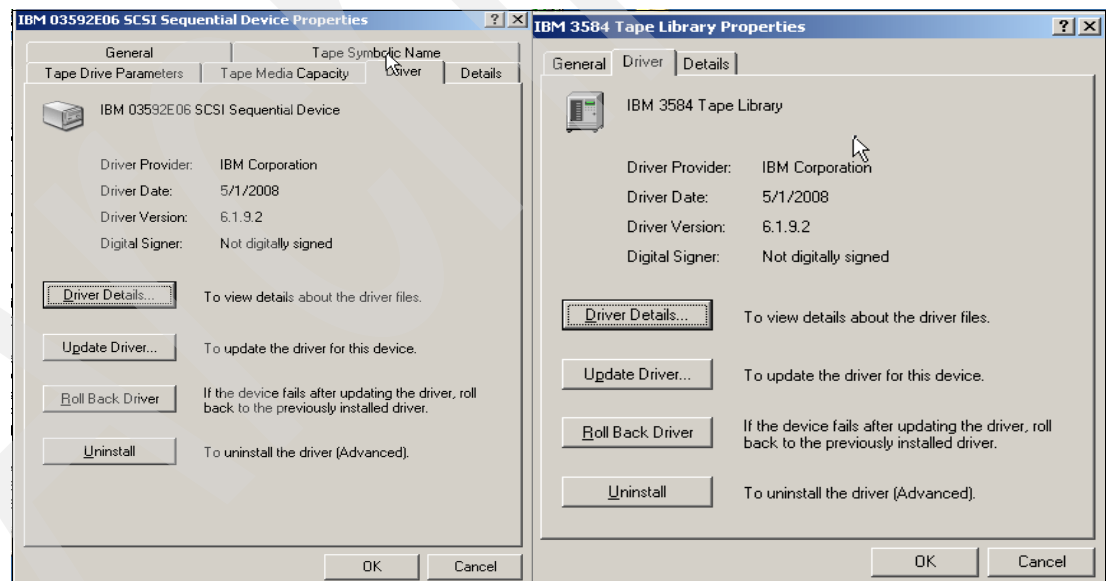 IBM 03592E06 SCSI Sequential Device Properties
General
Tape Symbolic Name
Tape Drive Parameters
Tape Media Capacity
Driver
Details
IBM 03592E06 SCSI Sequential Device
Driver Provider: IBM Corporation
Driver Date: 5/1/2008
Driver Version: 6.1.9.2
Digital Signer: Not digitally signed
Driver Details... To view details about the driver files.
Update Driver... To update the driver for this device.
Roll Back Driver If the device fails after updating the driver, roll
back to the previously installed driver.
Uninstall To uninstall the driver (Advanced).
OK Cancel
IBM 3584 Tape Library Properties
General Driver Details
IBM 3584 Tape Library
Driver Provider: IBM Corporation
Driver Date: 5/1/2008
Driver Version: 6.1.9.2
Digital Signer: Not digitally signed
Driver Details... To view details about the driver files.
Update Driver... To update the driver for this device.
Roll Back Driver If the device fails after updating the driver, roll
back to the previously installed driver.
Uninstall To uninstall the driver (Advanced).
OK Cancel